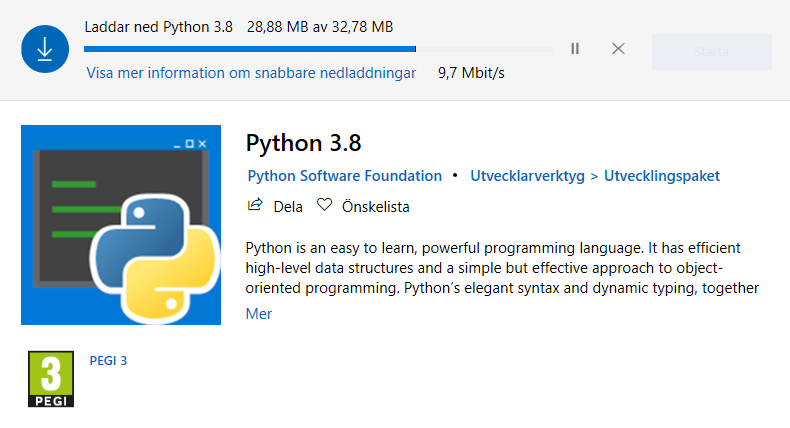 Laddar ned Python 3.8 28,88 MB av 32,78 MB
Visa mer information om snabbare nedladdningar 9,7 Mbit/s
Starta
Python 3.8
Python Software Foundation • Utvecklarverktyg > Utvecklingspaket
Dela Önskelista
Python is an easy to learn, powerful programming language. It has efficient
high-level data structures and a simple but effective approach to object-
oriented programming. Python´s elegant syntax and dynamic typing, together
Mer
3
PEGI
PEGI 3